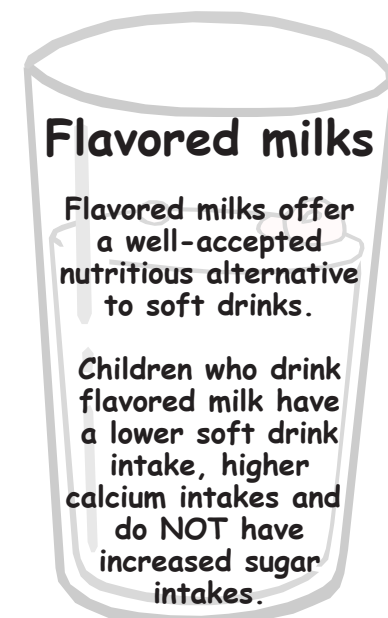 Flavored milks
Flavored milks offer
a well-accepted
nutritious alternative
to soft drinks.
Children who drink
flavored milk have
a lower soft drink
intake, higher
calcium intakes and
do NOT have
increased sugar
intakes.